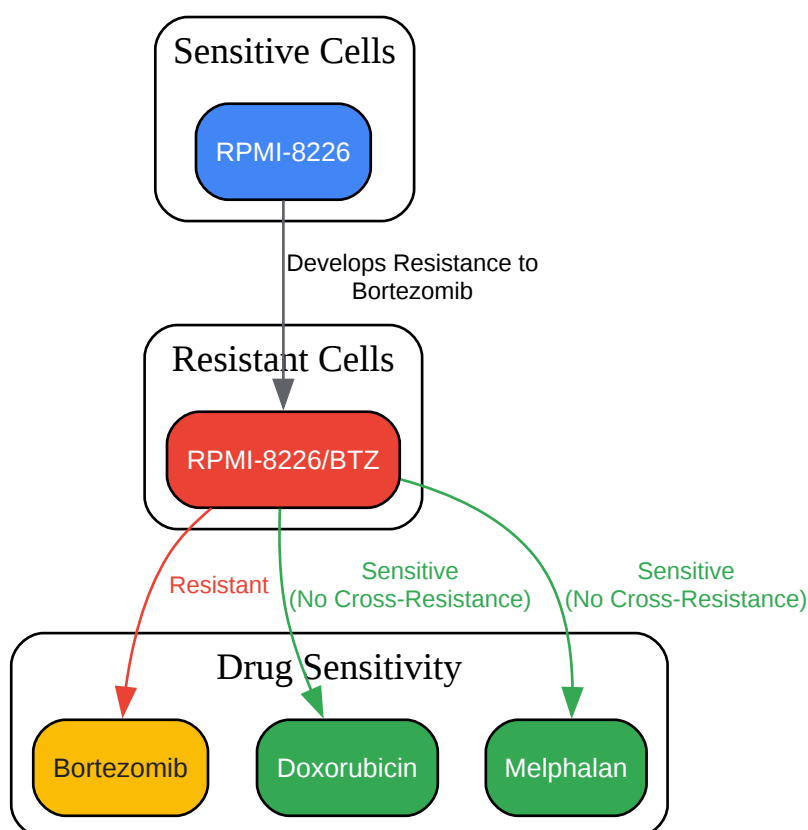 Sensitive Cells
RPMI-8226
Develops Resistance to
Bortezomib
Resistant Cells
RPMI-8226/BTZ
Resistant
Sensitive
(No Cross-Resistance)
Sensitive
(No Cross-Resistance)
Drug Sensitivity
Bortezomib
Doxorubicin
Melphalan